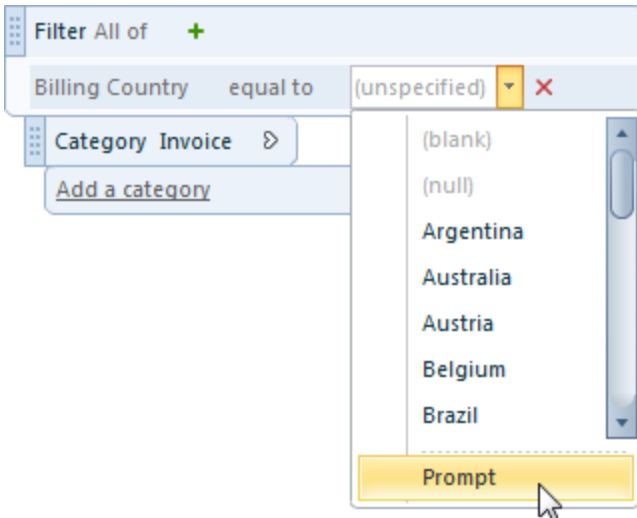 Filter All of +
Billing Country equal to (unspecified)
Category Invoice
Add a category
(blank)
(null)
Argentina
Australia
Austria
Belgium
Brazil
Prompt